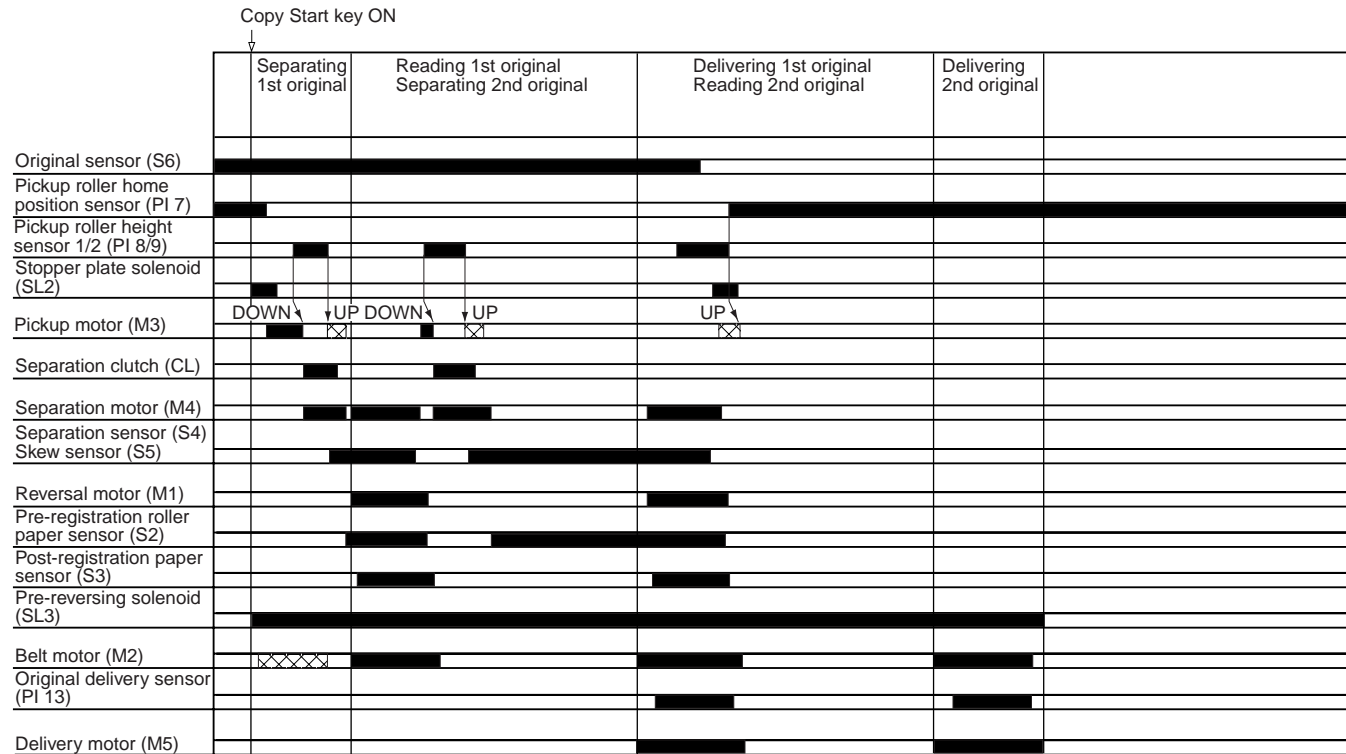 Copy Start key ON
Separating
1st original
Reading 1st original
Separating 2nd original
Delivering 1st original
Reading 2nd original
Delivering
2nd original
Original sensor (S6)
Pickup roller home
position sensor (PI 7)
Pickup roller height
sensor 1/2 (PI 8/9)
Stopper plate solenoid
(SL2)
DOWN UP DOWN UP UP
Pickup motor (M3)
Separation clutch (CL)
Separation motor (M4)
Separation sensor (S4)
Skew sensor (S5)
Reversal motor (M1)
Pre-registration roller
paper sensor (S2)
Post-registration paper
sensor (S3)
Pre-reversing solenoid
(SL3)
Belt motor (M2)
Original delivery sensor
(PI 13)
Delivery motor (M5)